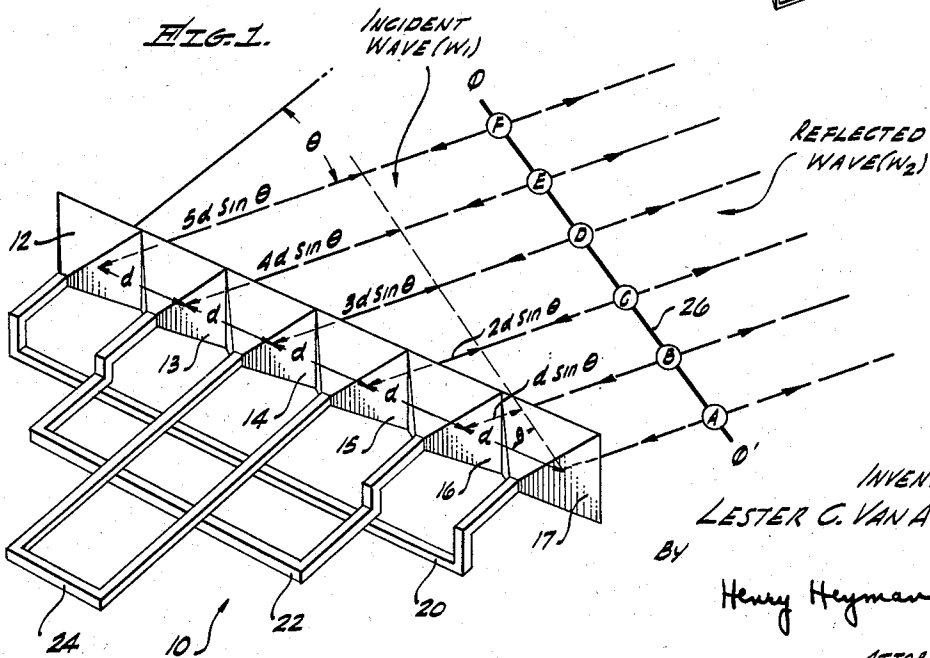 FIG. 1.
INCIDENT
WAVE (W1)
REFLECTED
WAVE (W2)
θ
5d sin θ
4d sin θ
3d sin θ
2d sin θ
d sin θ
O
F
E
D
C
B
A
O'
26
12
13
14
15
16
17
d
d
d
d
d
θ
20
22
24
10
INVEN
LESTER C. VAN A
BY
Henry Heyman